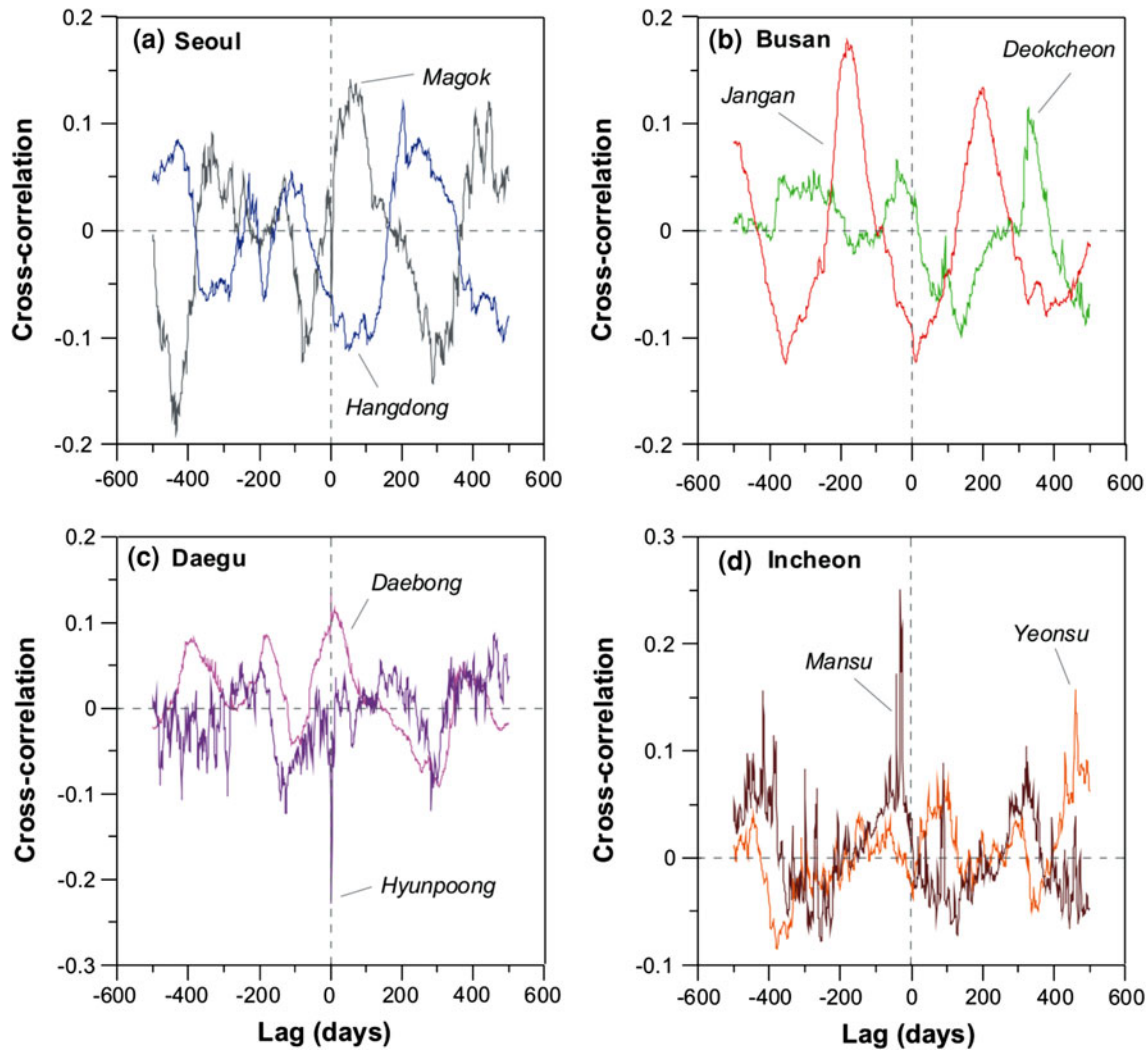 (a) Seoul
Magok
Hangdong
Cross-correlation
0.2
0.1
0
-0.1
-0.2
-600 -400 -200 0 200 400 600
(b) Busan
Jangan
Deokcheon
Cross-correlation
0.2
0.1
0
-0.1
-0.2
-600 -400 -200 0 200 400 600
(c) Daegu
Daebong
Hyunpoong
Cross-correlation
0.2
0.1
0
-0.1
-0.2
-0.3
-600 -400 -200 0 200 400 600
Lag (days)
(d) Incheon
Mansu
Yeonsu
Cross-correlation
0.3
0.2
0.1
0
-0.1
-600 -400 -200 0 200 400 600
Lag (days)